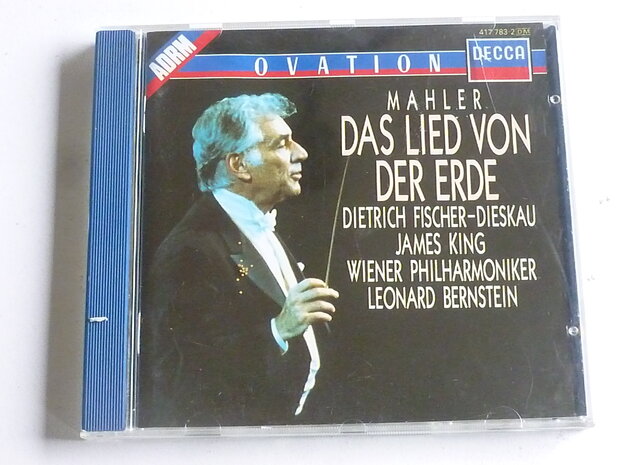 417 783-2 DM
ADRM
OVATION
DECCA
MAHLER
DAS LIED VON
DER ERDE
DIETRICH FISCHER-DIESKAU
JAMES KING
WIENER PHILHARMONIKER
LEONARD BERNSTEIN